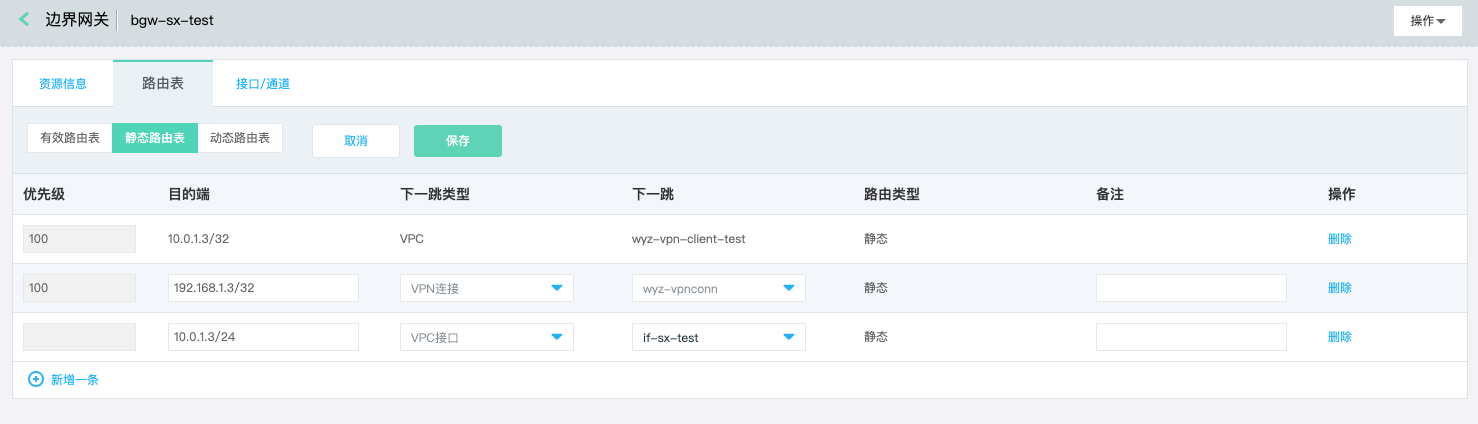 边界网关 bgw-sx-test 操作
资源信息 路由表 接口/通道
有效路由表 静态路由表 动态路由表 取消 保存
优先级 目的端 下一跳类型 下一跳 路由类型 备注 操作
100 10.0.1.3/32 VPC wyz-vpn-client-test 静态 删除
100 192.168.1.3/32 VPN连接 wyz-vpnconn 静态 删除
10.0.1.3/24 VPC接口 if-sx-test 静态 删除
新增一条